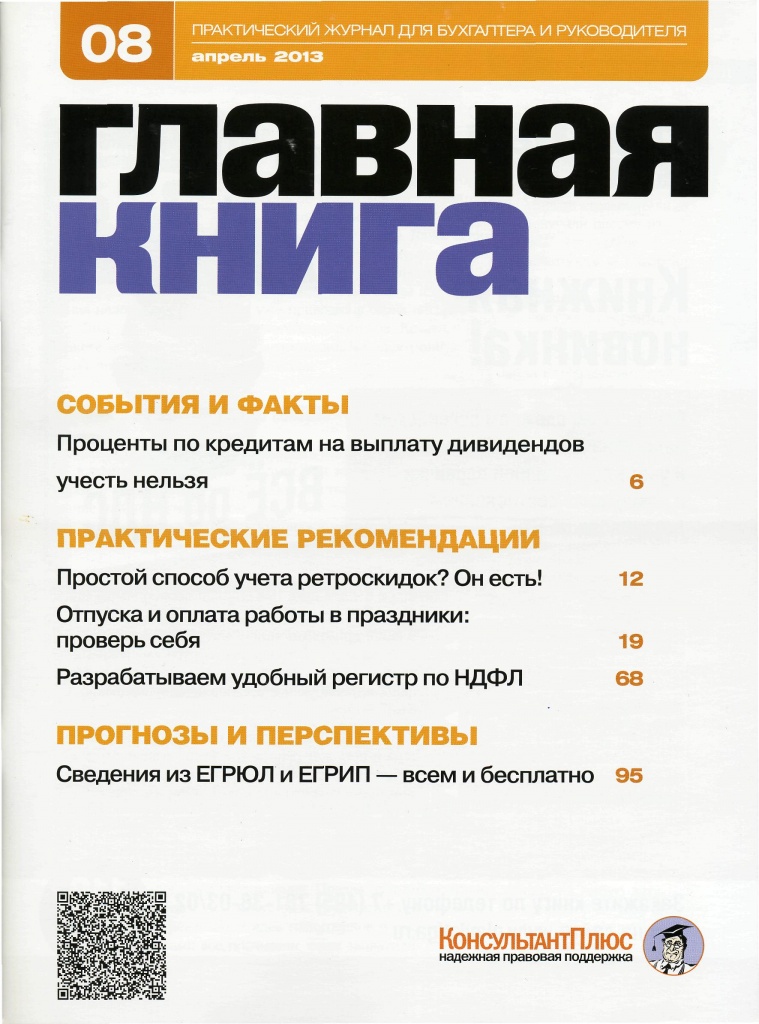 08
ПРАКТИЧЕСКИЙ ЖУРНАЛ ДЛЯ БУХГАЛТЕРА И РУКОВОДИТЕЛЯ
апрель 2013
главная
книга
СОБЫТИЯ И ФАКТЫ
Проценты по кредитам на выплату дивидендов
учесть нельзя 6
ПРАКТИЧЕСКИЕ РЕКОМЕНДАЦИИ
Простой способ учета ретроскидок? Он есть! 12
Отпуска и оплата работы в праздники:
проверь себя 19
Разрабатываем удобный регистр по НДФЛ 68
ПРОГНОЗЫ И ПЕРСПЕКТИВЫ
Сведения из ЕГРЮЛ и ЕГРИП — всем и бесплатно 95
КонсультантПлюс
надежная правовая поддержка